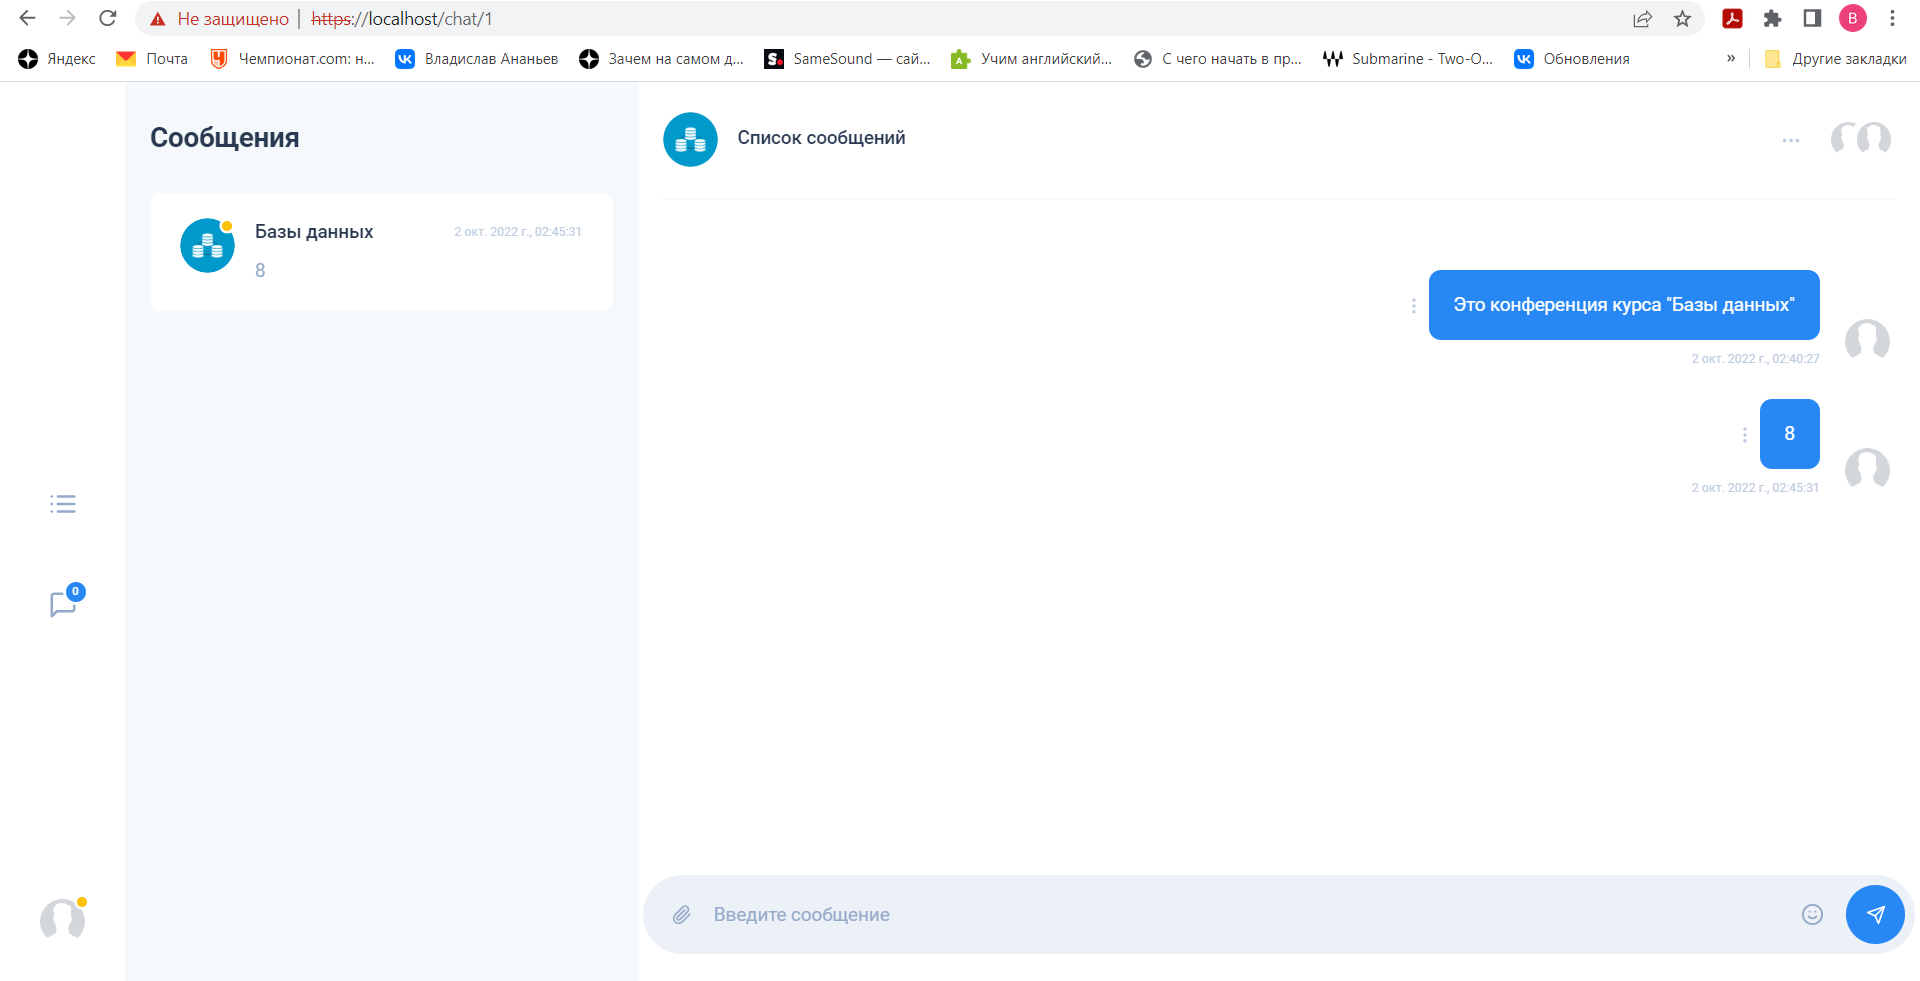 Не защищено | https://localhost/chat/1
В
Яндекс
Почта
Чемпионат.com: н...
Владислав Ананьев
Зачем на самом д...
SameSound — сай...
Учим английский...
С чего начать в пр...
Submarine - Two-O...
Обновления
»
Другие закладки
Сообщения
Базы данных
2 окт. 2022 г., 02:45:31
8
0
Список сообщений
Это конференция курса "Базы данных"
2 окт. 2022 г., 02:40:27
8
2 окт. 2022 г., 02:45:31
Введите сообщение